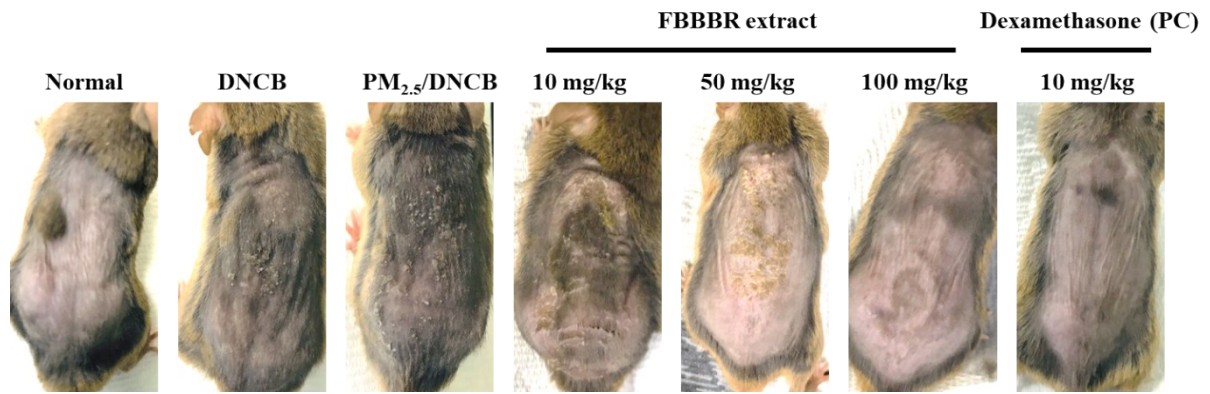 FBBBR extract
Dexamethasone (PC)
Normal
DNCB
PM2.5/DNCB
10 mg/kg
50 mg/kg
100 mg/kg
10 mg/kg